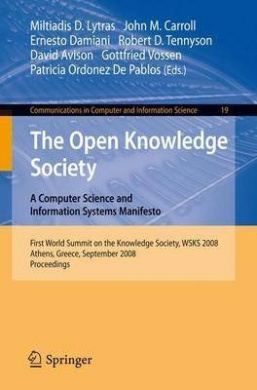 Miltiadis D. Lytras John M. Carroll
Ernesto Damiani Robert D. Tennyson
David Avison Gottfried Vossen
Patricia Ordonez De Pablos (Eds.)
Communications in Computer and Information Science 19
The Open Knowledge
Society
A Computer Science and
Information Systems Manifesto
First World Summit on the Knowledge Society, WSKS 2008
Athens, Greece, September 2008
Proceedings
Springer